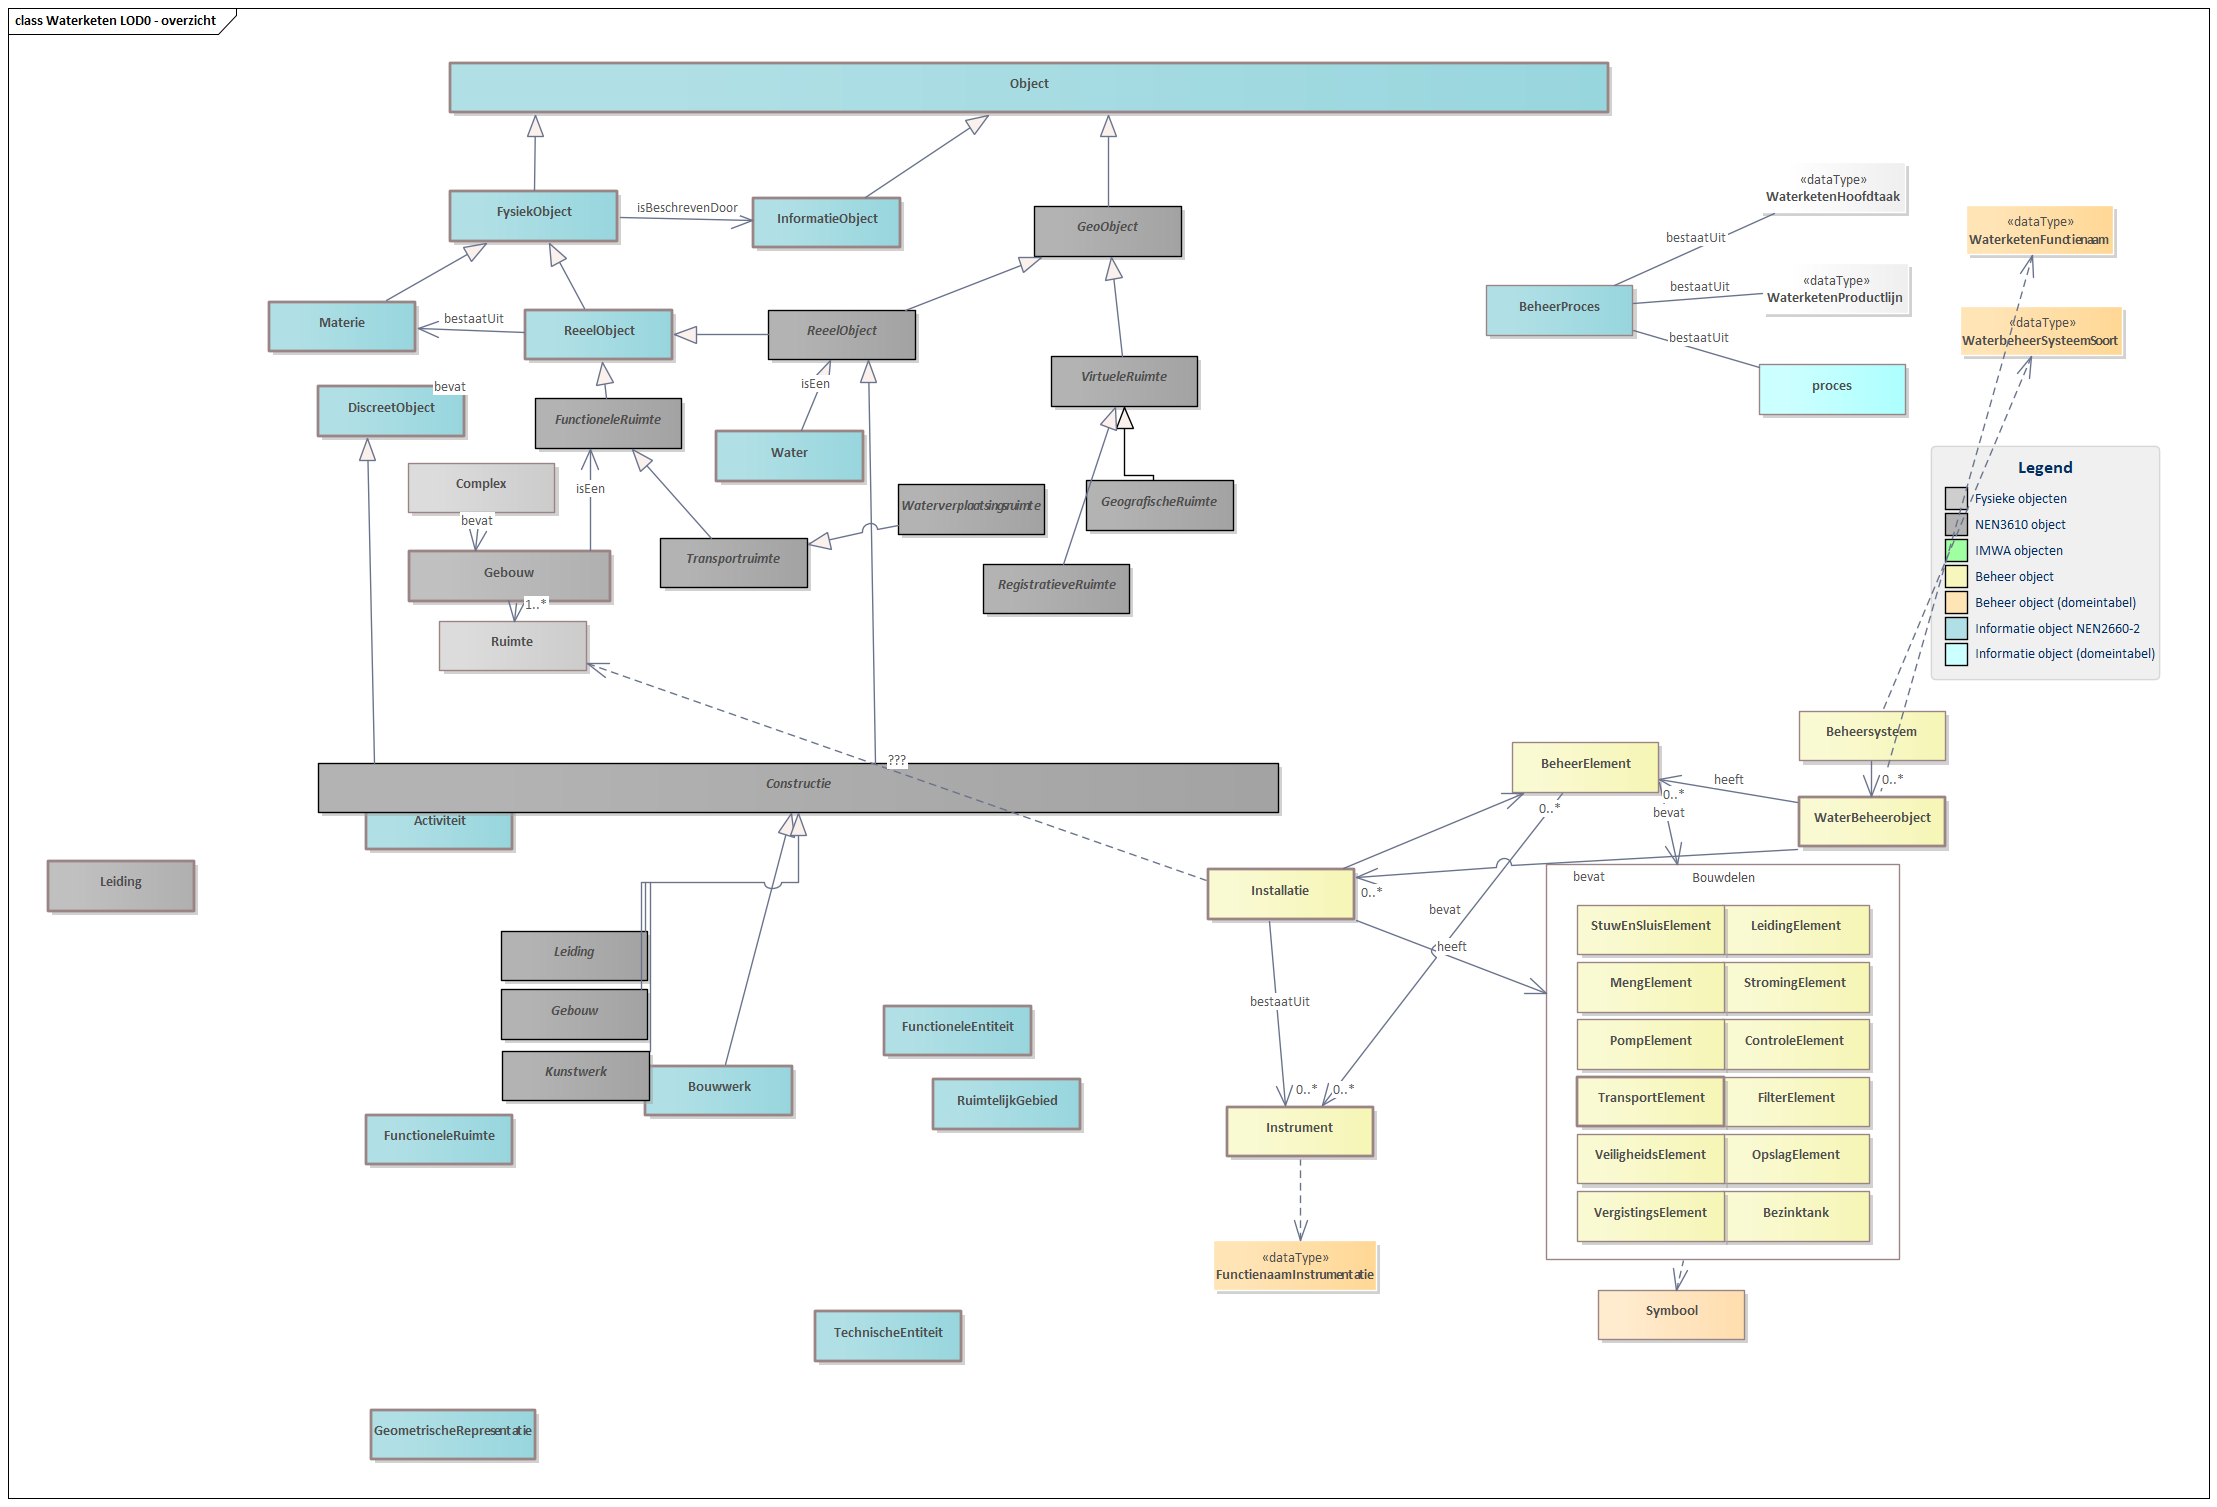 class Waterketen LOD0 - overzicht
Object
FysiekObject
isBeschrevenDoor
InformatieObject
GeoObject
«dataType»
WaterketenHoofdtaak
bestaatUit
«dataType»
WaterketenFunctienaam
BeheerProces
bestaatUit
«dataType»
WaterketenProductlijn
bestaatUit
proces
«dataType»
WaterbeheerSysteemSoort
Materie
bestaatUit
ReeelObject
ReeelObject
VirtueleRuimte
isEen
bevat
DiscreetObject
FunctioneleRuimte
Water
Complex
isEen
bevat
Waterverplaatsingsruimte
GeografischeRuimte
Gebouw
Transportruimte
RegistratieveRuimte
1..*
Ruimte
Legend
Fysieke objecten
NEN3610 object
IMWA objecten
Beheer object
Beheer object (domeintabel)
Informatie object NEN2660-2
Informatie object (domeintabel)
???
Constructie
Activiteit
Leiding
Beheersysteem
0..*
BeheerElement
heeft
WaterBeheerobject
0..*
0..*
bevat
Installatie
0..*
bevat
Bouwdelen
bevat
heeft
StuwEnSluisElement
LeidingElement
MengElement
StromingElement
PompElement
ControleElement
TransportElement
FilterElement
VeiligheidsElement
OpslagElement
VergistingsElement
Bezinktank
Leiding
Gebouw
Kunstwerk
Bouwwerk
FunctioneleEntiteit
RuimtelijkGebied
FunctioneleRuimte
bestaatUit
0..*
0..*
Instrument
«dataType»
FunctienaamInstrumentatie
Symbool
TechnischeEntiteit
GeometrischeRepresentatie